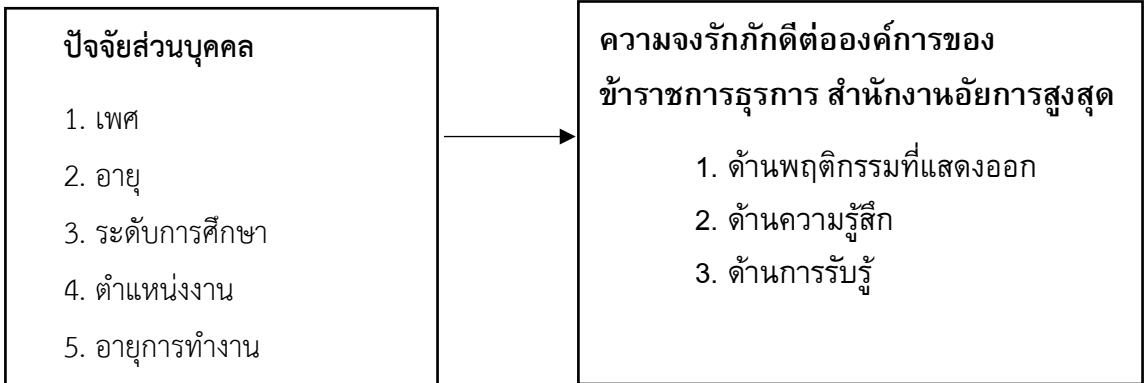 ปัจจัยส่วนบุคคล
1. เพศ
2. อายุ
3. ระดับการศึกษา
4. ตำแหน่งงาน
5. อายุการทำงาน
ความจงรักภักดีต่อองค์การของ
ข้าราชการธุรการ สำนักงานอัยการสูงสุด
1. ด้านพฤติกรรมที่แสดงออก
2. ด้านความรู้สึก
3. ด้านการรับรู้